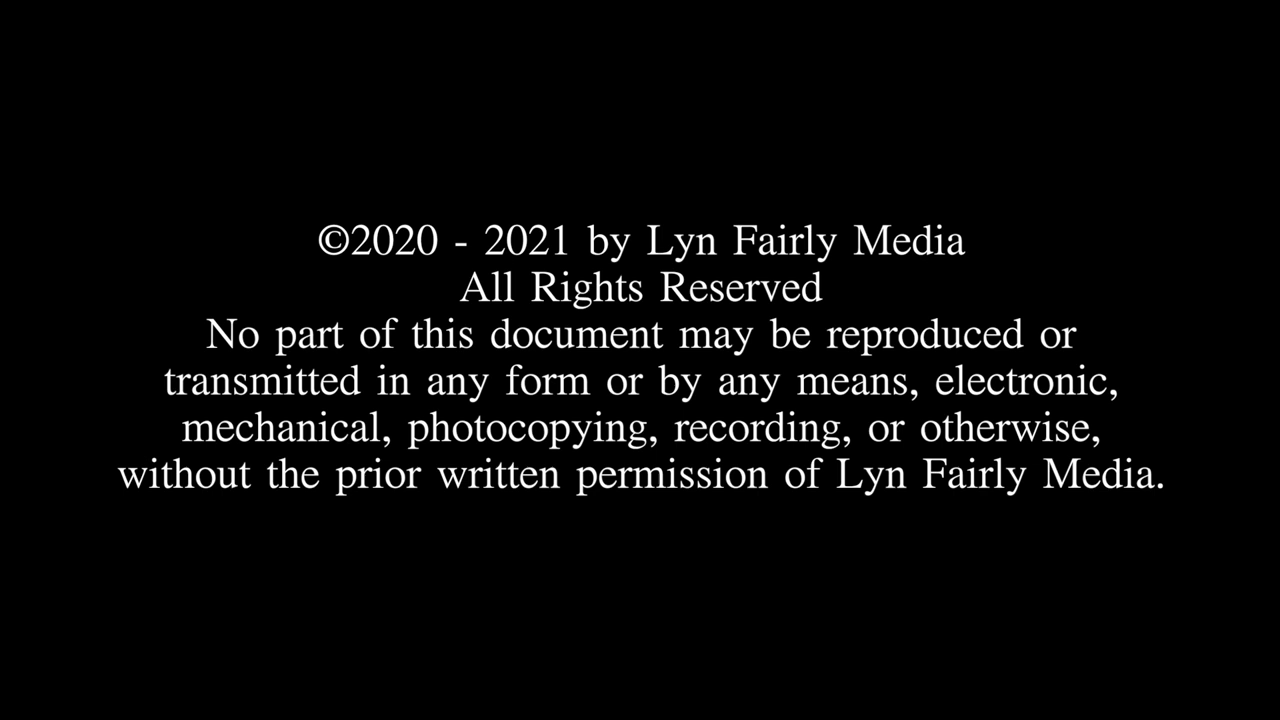 ©2020 - 2021 by Lyn Fairly Media
All Rights Reserved
No part of this document may be reproduced or
transmitted in any form or by any means, electronic,
mechanical, photocopying, recording, or otherwise,
without the prior written permission of Lyn Fairly Media.